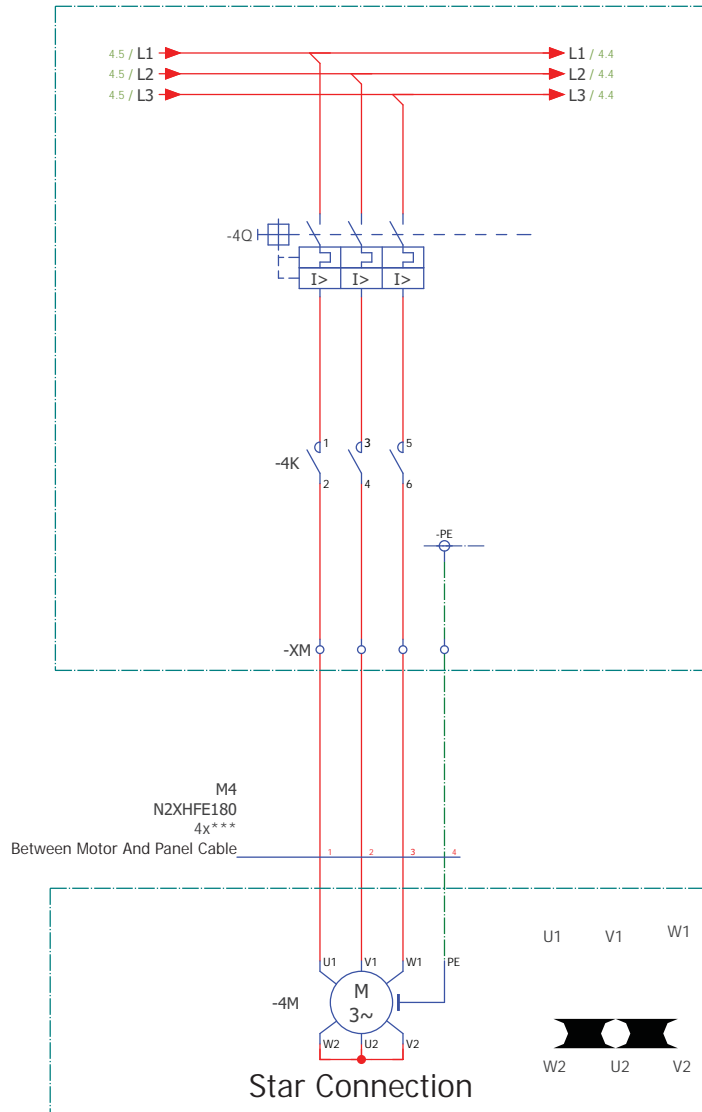 4.5 / L1 L1 / 4.4
4.5 / L2 L2 / 4.4
4.5 / L3 L3 / 4.4
-4Q
I> I> I>
1 3 5
-4K
2 4 6
-PE
-XM
M4
N2XHFE180
4x***
Between Motor And Panel Cable
1 2 3 4
U1 V1 W1
U1 V1 W1 PE
-4M
M
3~
W2 U2 V2
W2 U2 V2
Star Connection